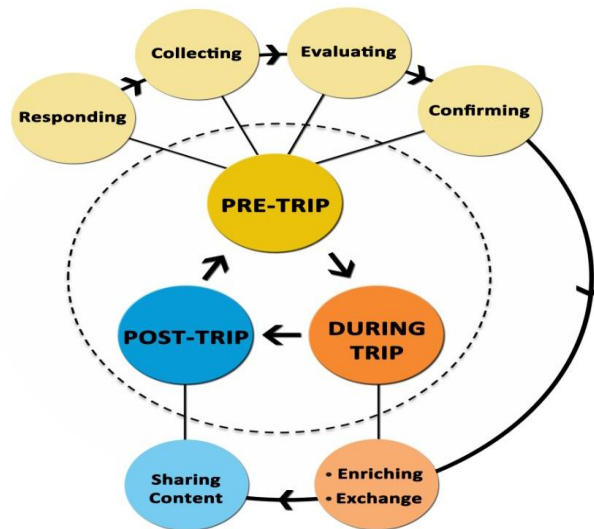 Collecting
Evaluating
Responding
Confirming
PRE-TRIP
POST-TRIP
DURING
TRIP
Sharing
Content
• Enriching
• Exchange